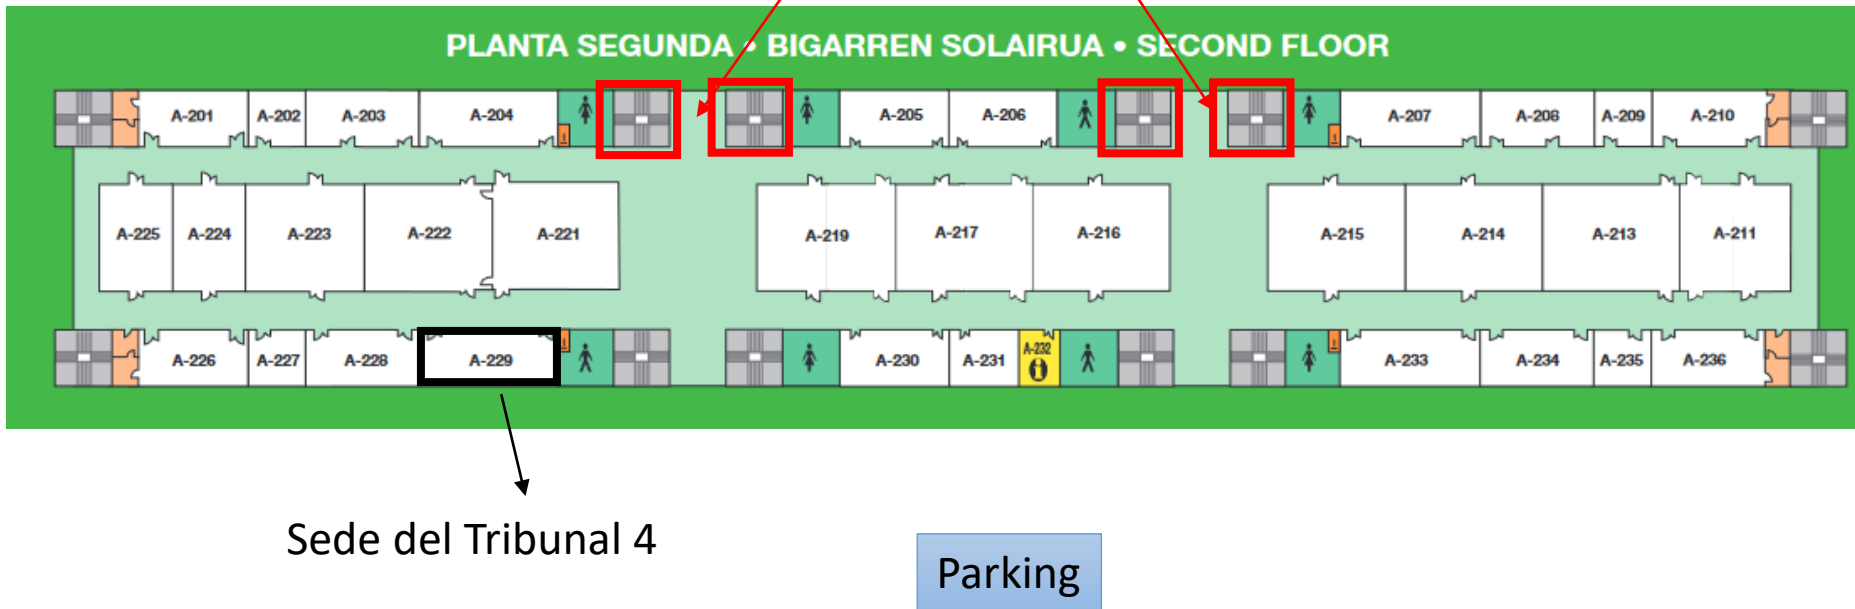 PLANTA SEGUNDA • BIGARREN SOLAIRUA • SECOND FLOOR
A-201 A-202 A-203 A-204 A-205 A-206 A-207 A-208 A-209 A-210
A-225 A-224 A-223 A-222 A-221 A-219 A-217 A-216 A-215 A-214 A-213 A-211
A-226 A-227 A-228 A-229 A-230 A-231 A-232 A-233 A-234 A-235 A-236
Sede del Tribunal 4
Parking